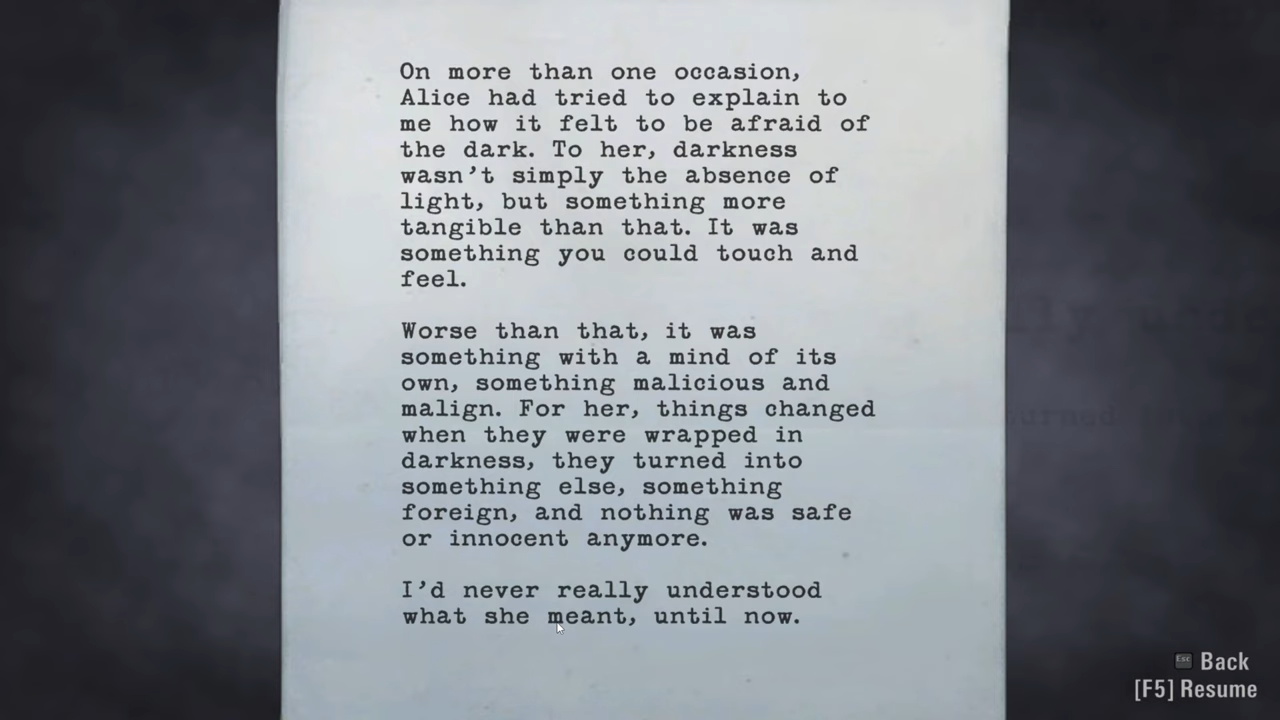 On more than one occasion,
Alice had tried to explain to
me how it felt to be afraid of
the dark. To her, darkness
wasn't simply the absence of
light, but something more
tangible than that. It was
something you could touch and
feel.
Worse than that, it was
something with a mind of its
own, something malicious and
malign. For her, things changed
when they were wrapped in
darkness, they turned into
something else, something
foreign, and nothing was safe
or innocent anymore.
I'd never really understood
what she meant, until now.
Esc Back
[F5] Resume